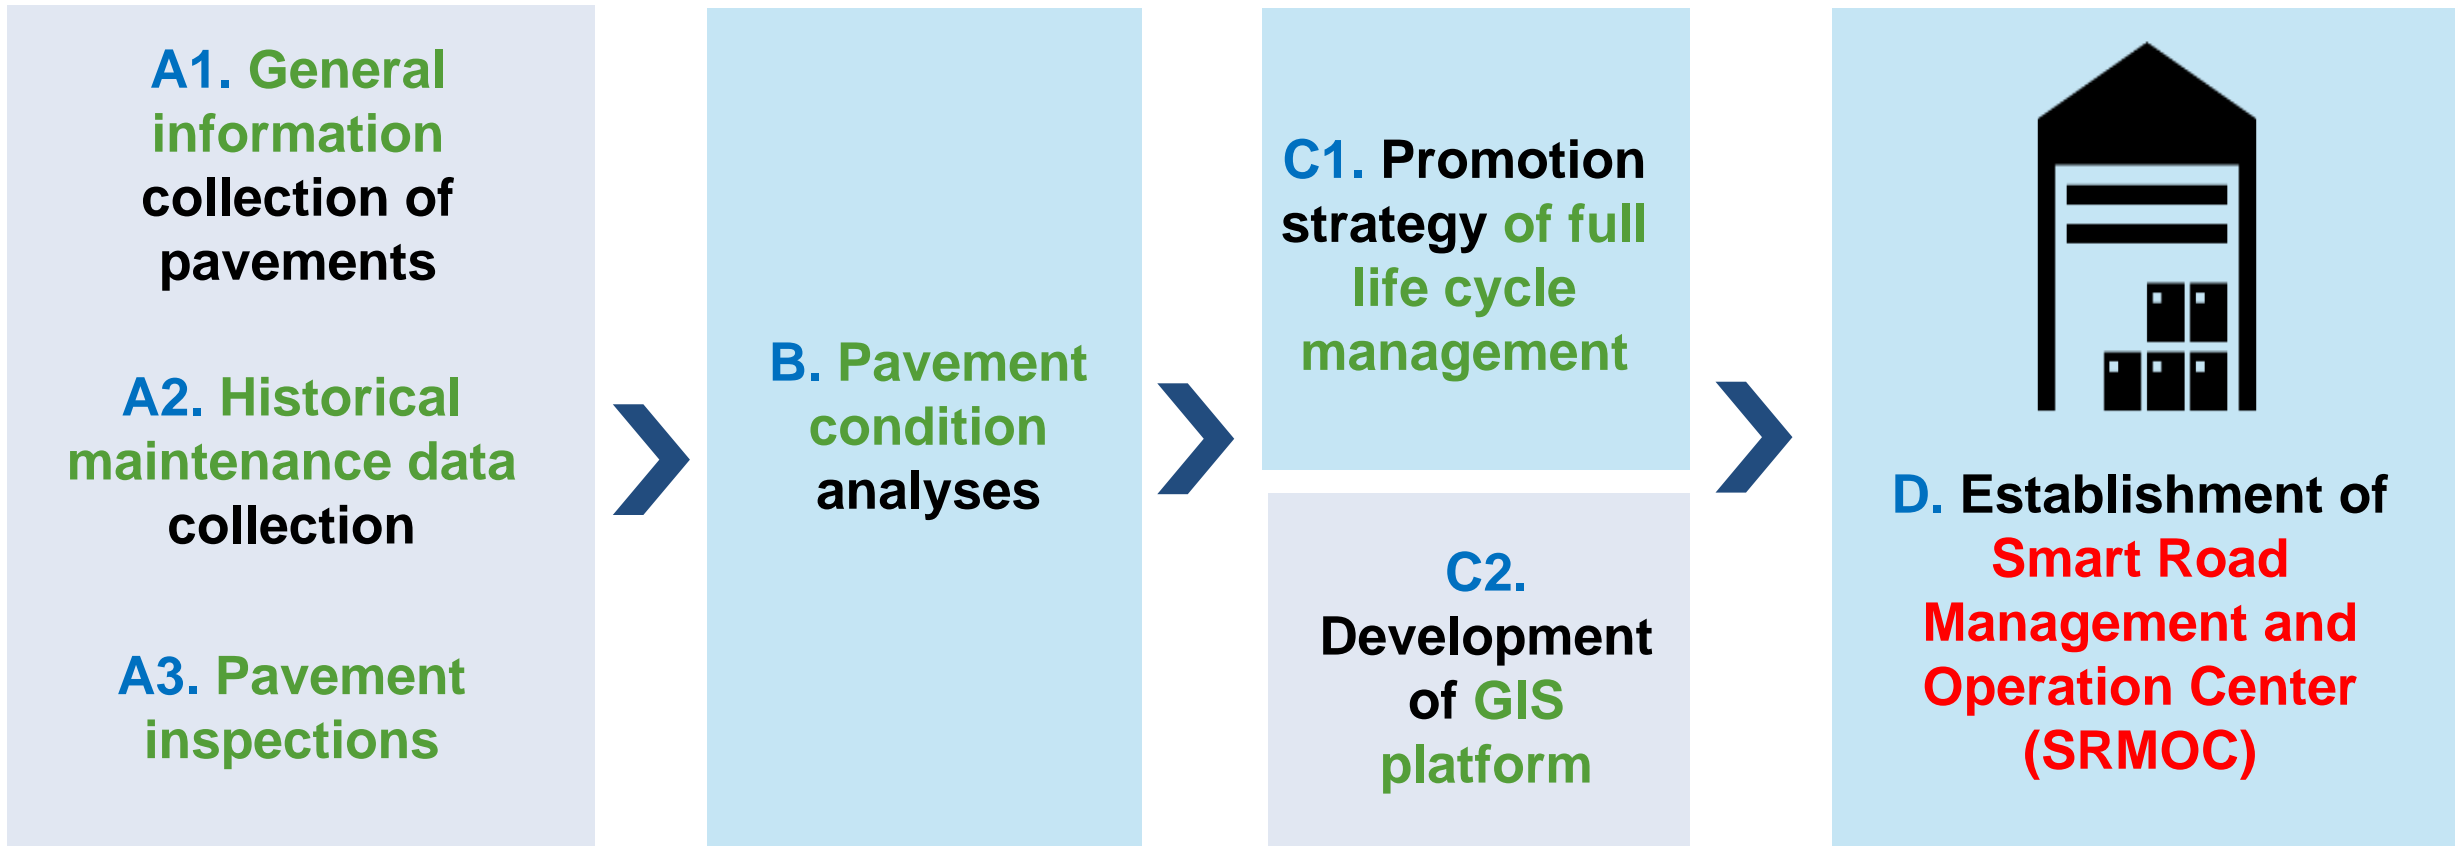 A1. General
information
collection of
pavements
A2. Historical
maintenance data
collection
A3. Pavement
inspections
B. Pavement
condition
analyses
C1. Promotion
strategy of full
life cycle
management
C2.
Development
of GIS
platform
D. Establishment of
Smart Road
Management and
Operation Center
(SRMOC)